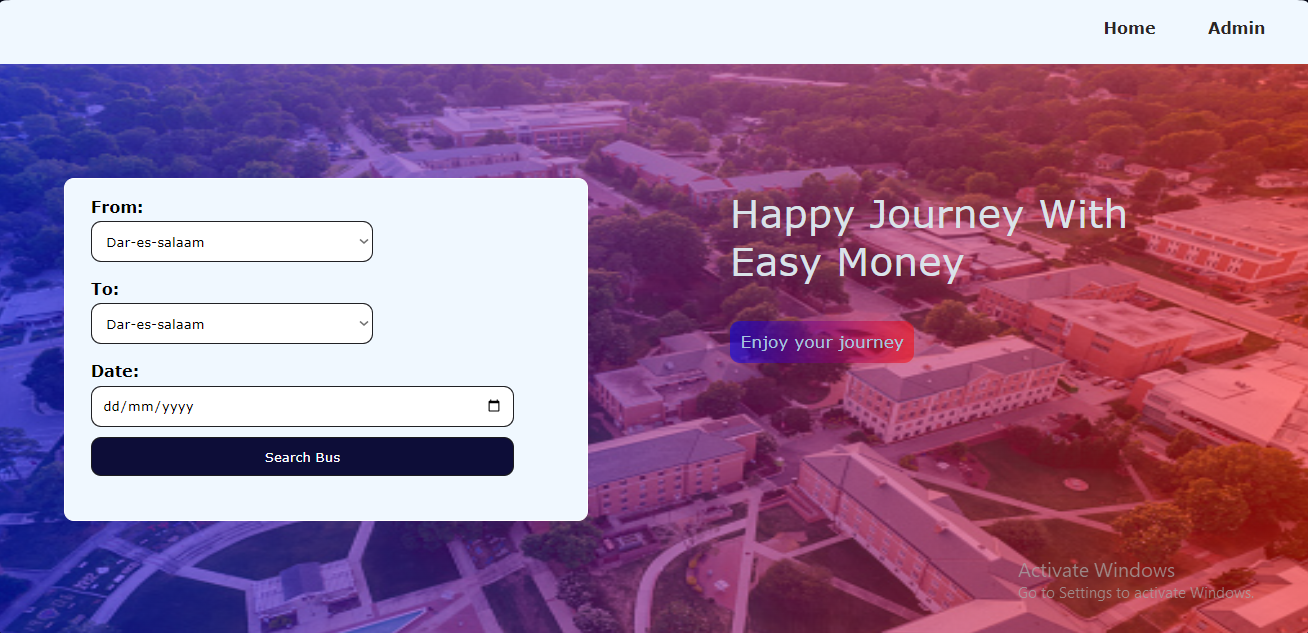 Home Admin
From:
Dar-es-salaam
To:
Dar-es-salaam
Date:
dd/mm/yyyy
Search Bus
Happy Journey With
Easy Money
Enjoy your journey
Activate Windows
Go to Settings to activate Windows.